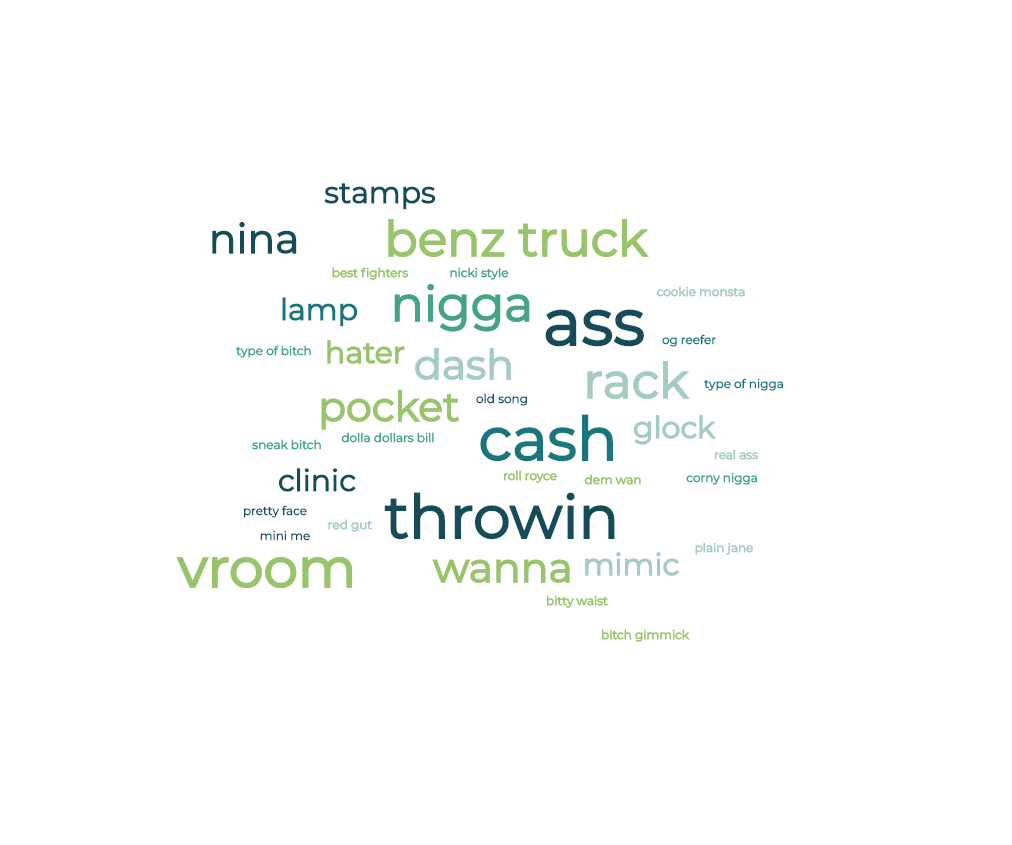 stamps
nina
benz truck
best fighters
nicki style
cookie monsta
lamp
nigga
ass
og reefer
type of bitch
hater
dash
rack
type of nigga
pocket
old song
cash
glock
sneak bitch
dolla dollars bill
real ass
clinic
roll royce
dem wan
corny nigga
pretty face
red gut
throwin
mini me
plain jane
vroom
wanna
mimic
bitty waist
bitch gimmick